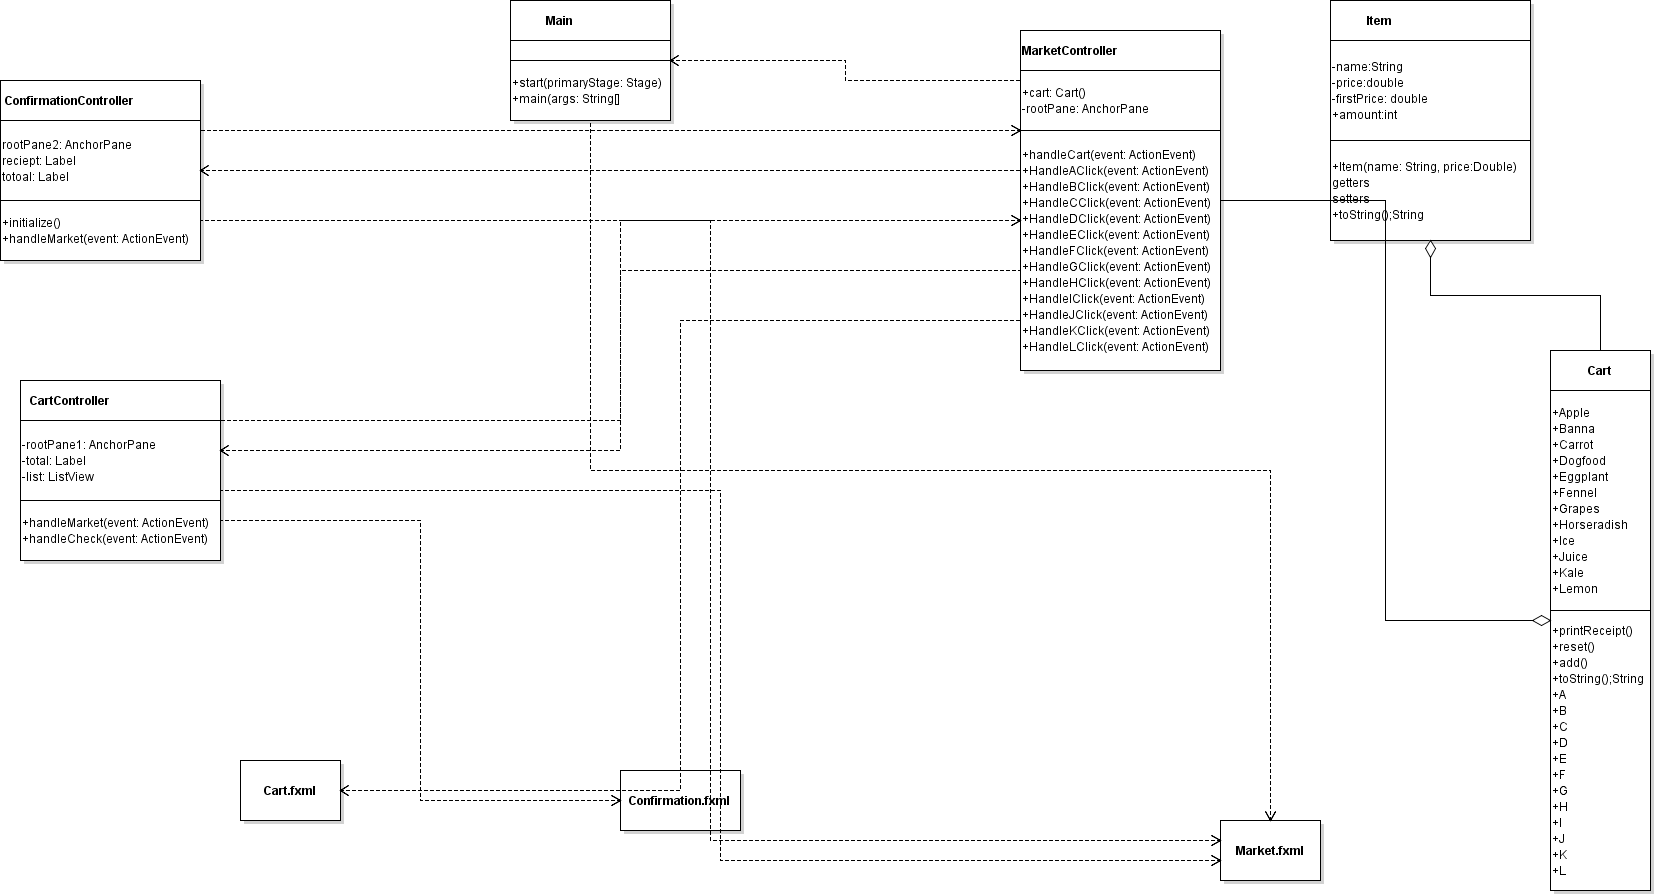 Main
+start(primaryStage: Stage)
+main(args: String[]
MarketController
+cart: Cart()
-rootPane: AnchorPane
+handleCart(event: ActionEvent)
+HandleAClick(event: ActionEvent)
+HandleBClick(event: ActionEvent)
+HandleCClick(event: ActionEvent)
+HandleDClick(event: ActionEvent)
+HandleEClick(event: ActionEvent)
+HandleFClick(event: ActionEvent)
+HandleGClick(event: ActionEvent)
+HandleHClick(event: ActionEvent)
+HandleIClick(event: ActionEvent)
+HandleJClick(event: ActionEvent)
+HandleKClick(event: ActionEvent)
+HandleLClick(event: ActionEvent)
Item
-name:String
-price:double
-firstPrice: double
+amount:int
+Item(name: String, price:Double)
getters
setters
+toString();String
ConfirmationController
rootPane2: AnchorPane
reciept: Label
totoal: Label
+initialize()
+handleMarket(event: ActionEvent)
CartController
-rootPane1: AnchorPane
-total: Label
-list: ListView
+handleMarket(event: ActionEvent)
+handleCheck(event: ActionEvent)
Cart
+Apple
+Banna
+Carrot
+Dogfood
+Eggplant
+Fennel
+Grapes
+Horseradish
+Ice
+Juice
+Kale
+Lemon
+printReceipt()
+reset()
+add()
+toString();String
+A
+B
+C
+D
+E
+F
+G
+H
+I
+J
+K
+L
Cart.fxml
Confirmation.fxml
Market.fxml